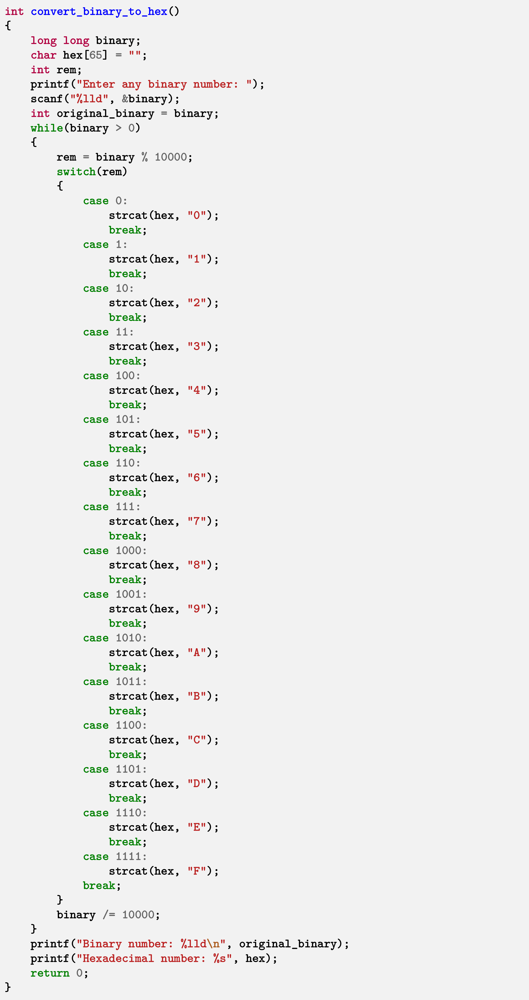 int convert_binary_to_hex()
{
    long long binary;
    char hex[65] = "";
    int rem;
    printf("Enter any binary number: ");
    scanf("%lld", &binary);
    int original_binary = binary;
    while(binary > 0)
    {
        rem = binary % 10000;
        switch(rem)
        {
            case 0:
                strcat(hex, "0");
                break;
            case 1:
                strcat(hex, "1");
                break;
            case 10:
                strcat(hex, "2");
                break;
            case 11:
                strcat(hex, "3");
                break;
            case 100:
                strcat(hex, "4");
                break;
            case 101:
                strcat(hex, "5");
                break;
            case 110:
                strcat(hex, "6");
                break;
            case 111:
                strcat(hex, "7");
                break;
            case 1000:
                strcat(hex, "8");
                break;
            case 1001:
                strcat(hex, "9");
                break;
            case 1010:
                strcat(hex, "A");
                break;
            case 1011:
                strcat(hex, "B");
                break;
            case 1100:
                strcat(hex, "C");
                break;
            case 1101:
                strcat(hex, "D");
                break;
            case 1110:
                strcat(hex, "E");
                break;
            case 1111:
                strcat(hex, "F");
            break;
        }
        binary /= 10000;
    }
    printf("Binary number: %lld\n", original_binary);
    printf("Hexadecimal number: %s", hex);
    return 0;
}